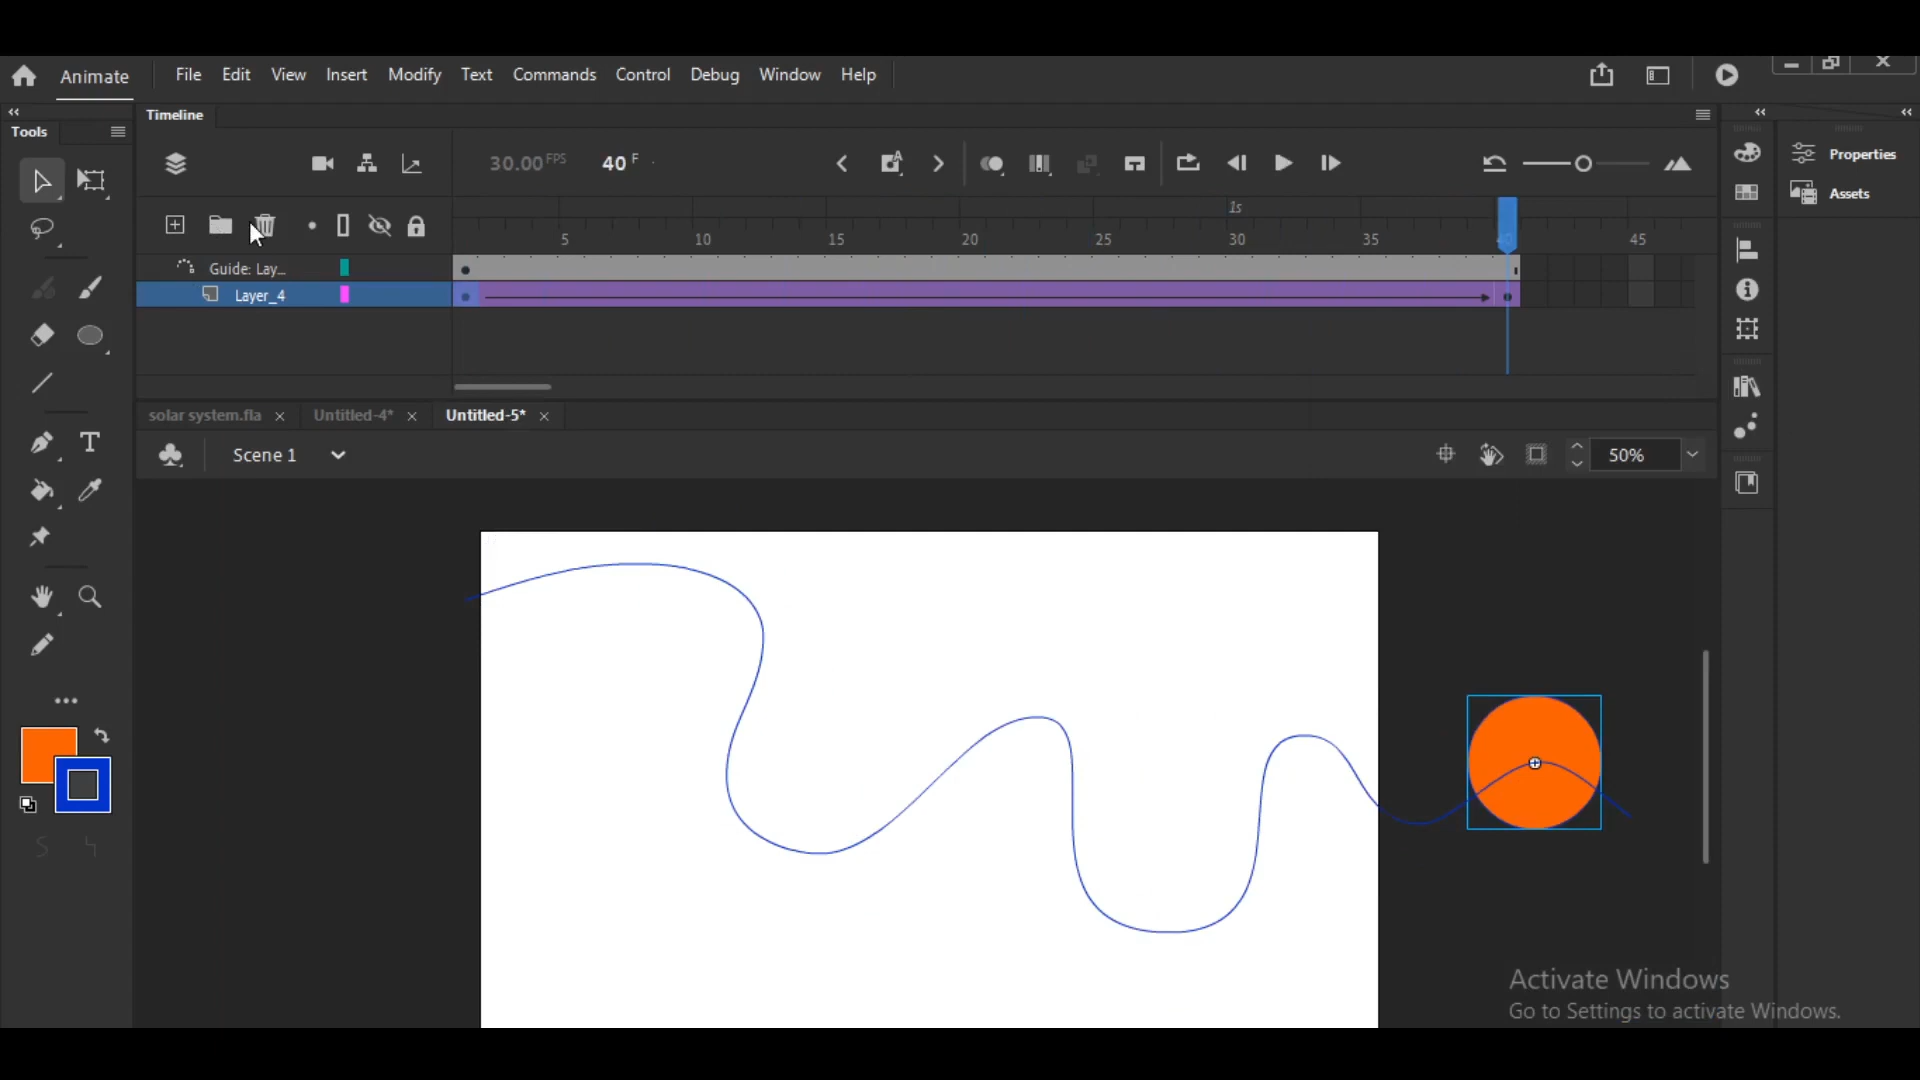 Animate File Edit View Insert Modify Text Commands Control Debug Window Help
Tools Timeline
30.00 FPS 40 F
Properties
Assets
1s
5 10 15 20 25 30 35 45
Guide: Lay...
Layer_4
solar system.fla Untitled-4* Untitled-5*
Scene 1 50%
T
Activate Windows
Go to Settings to activate Windows.